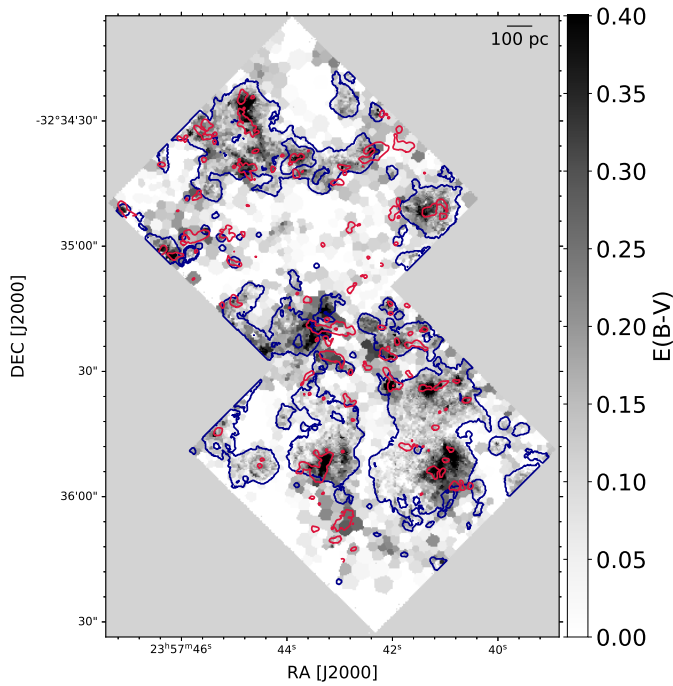 100 pc
0.40
0.35
0.30
0.25
0.20
0.15
0.10
0.05
0.00
E(B-V)
-32°34'30"
35'00"
30"
36'00"
30"
DEC [J2000]
23ʰ57ᵐ46ˢ
44ˢ
42ˢ
40ˢ
RA [J2000]